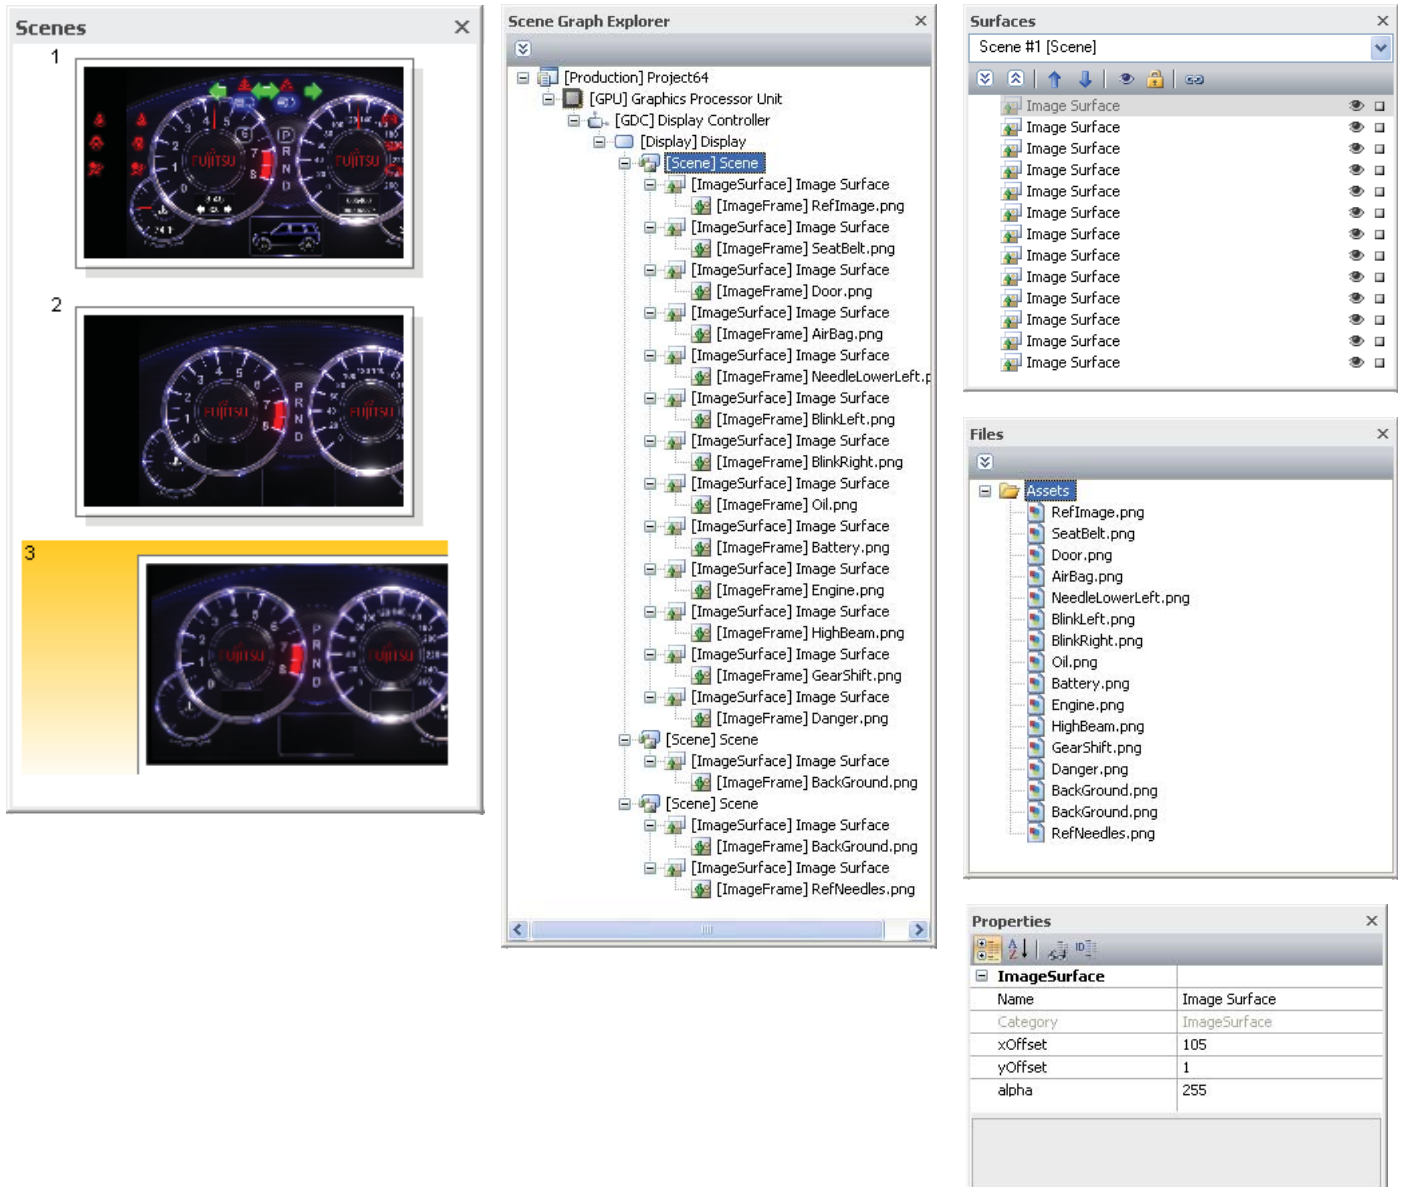 Scenes
1
FUJITSU
FUJITSU
P
R
N
D
2
FUJITSU
FUJITSU
P
R
N
D
3
FUJITSU
FUJITSU
P
R
N
D
Scene Graph Explorer
[Production] Project64
[GPU] Graphics Processor Unit
[GDC] Display Controller
[Display] Display
[Scene] Scene
[ImageSurface] Image Surface
[ImageFrame] RefImage.png
[ImageSurface] Image Surface
[ImageFrame] SeatBelt.png
[ImageSurface] Image Surface
[ImageFrame] Door.png
[ImageSurface] Image Surface
[ImageFrame] AirBag.png
[ImageSurface] Image Surface
[ImageFrame] NeedleLowerLeft.p
[ImageSurface] Image Surface
[ImageFrame] BlinkLeft.png
[ImageSurface] Image Surface
[ImageFrame] BlinkRight.png
[ImageSurface] Image Surface
[ImageFrame] Oil.png
[ImageSurface] Image Surface
[ImageFrame] Battery.png
[ImageSurface] Image Surface
[ImageFrame] Engine.png
[ImageSurface] Image Surface
[ImageFrame] HighBeam.png
[ImageSurface] Image Surface
[ImageFrame] GearShift.png
[ImageSurface] Image Surface
[ImageFrame] Danger.png
[Scene] Scene
[ImageSurface] Image Surface
[ImageFrame] BackGround.png
[Scene] Scene
[ImageSurface] Image Surface
[ImageFrame] BackGround.png
[ImageSurface] Image Surface
[ImageFrame] RefNeedles.png
Surfaces
Scene #1 [Scene]
Image Surface
Image Surface
Image Surface
Image Surface
Image Surface
Image Surface
Image Surface
Image Surface
Image Surface
Image Surface
Image Surface
Image Surface
Image Surface
Files
Assets
RefImage.png
SeatBelt.png
Door.png
AirBag.png
NeedleLowerLeft.png
BlinkLeft.png
BlinkRight.png
Oil.png
Battery.png
Engine.png
HighBeam.png
GearShift.png
Danger.png
BackGround.png
BackGround.png
RefNeedles.png
Properties
ImageSurface
Name Image Surface
Category ImageSurface
xOffset 105
yOffset 1
alpha 255